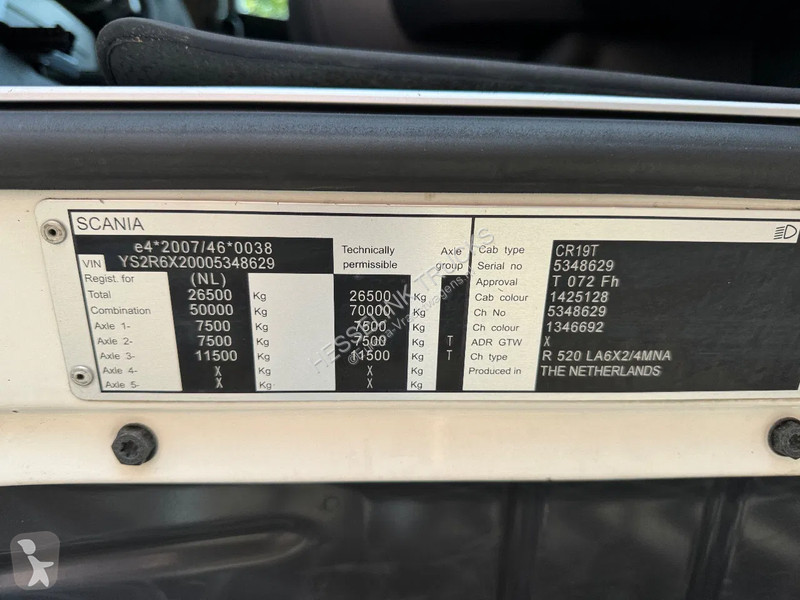 SCANIA
e4*2007/46*0038
VIN YS2R6X20005348629
Technically permissible
Axle group
Regist. for (NL)
Total 26500 Kg 26500 Kg
Combination 50000 Kg 70000 Kg
Axle 1- 7500 Kg 7500 Kg
Axle 2- 7500 Kg 7500 Kg T
Axle 3- 11500 Kg 11500 Kg T
Axle 4- X Kg X Kg
Axle 5- X Kg X Kg
Cab type CR19T
Serial no 5348629
Approval T 072 Fh
Cab colour 1425128
Ch No 5348629
Ch colour 1346692
ADR GTW X
Ch type R 520 LA6X2/4MNA
Produced in THE NETHERLANDS
HESSELINK TRUCKS